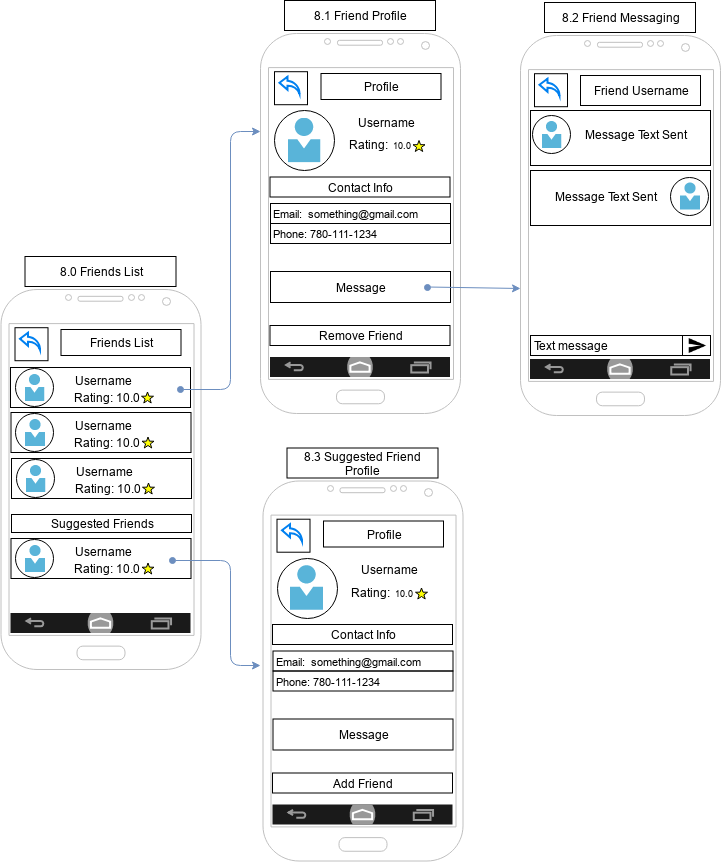 8.0 Friends List
Friends List
Username
Rating: 10.0
Username
Rating: 10.0
Username
Rating: 10.0
Suggested Friends
Username
Rating: 10.0
8.1 Friend Profile
Profile
Username
Rating: 10.0
Contact Info
Email: something@gmail.com
Phone: 780-111-1234
Message
Remove Friend
8.2 Friend Messaging
Friend Username
Message Text Sent
Message Text Sent
Text message
8.3 Suggested Friend
Profile
Profile
Username
Rating: 10.0
Contact Info
Email: something@gmail.com
Phone: 780-111-1234
Message
Add Friend